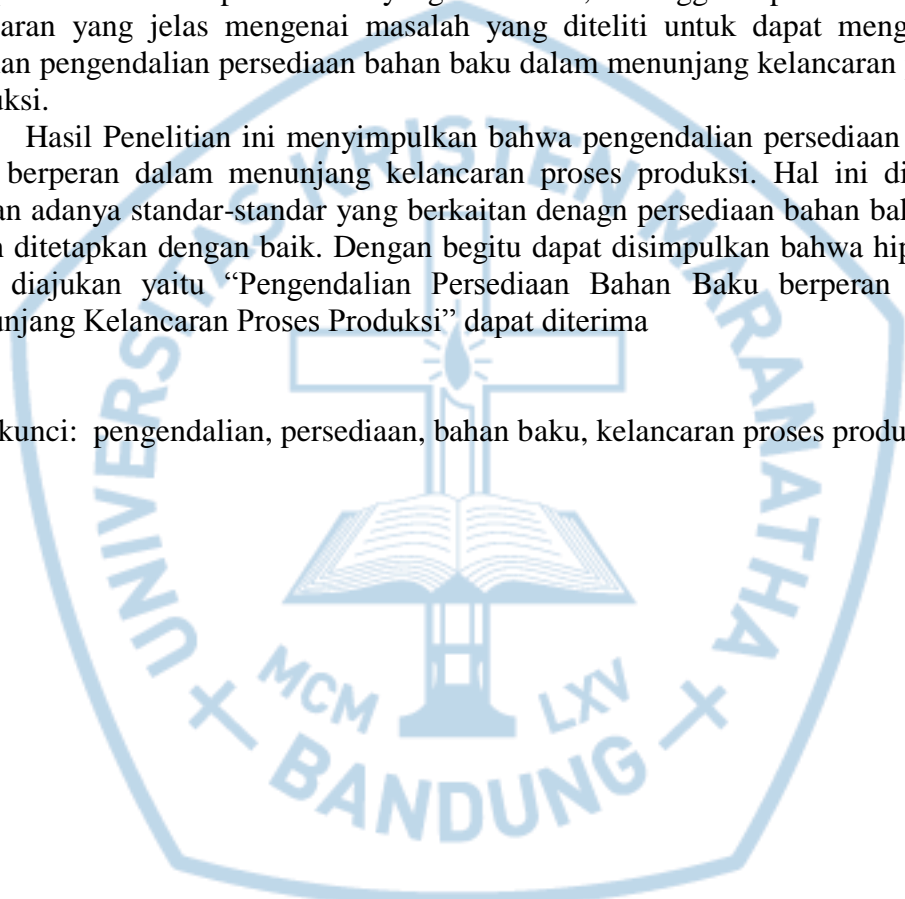 aran yang jelas mengenai masalah yang diteliti untuk dapat meng
an pengendalian persediaan bahan baku dalam menunjang kelancaran
uksi.
Hasil Penelitian ini menyimpulkan bahwa pengendalian persediaan
berperan dalam menunjang kelancaran proses produksi. Hal ini di
an adanya standar-standar yang berkaitan denagn persediaan bahan bak
n ditetapkan dengan baik. Dengan begitu dapat disimpulkan bahwa hip
diajukan yaitu “Pengendalian Persediaan Bahan Baku berperan
unjang Kelancaran Proses Produksi” dapat diterima
kunci: pengendalian, persediaan, bahan baku, kelancaran proses produ
UNIVERSITAS KRISTEN MARANATHA
MCM LXV
BANDUNG